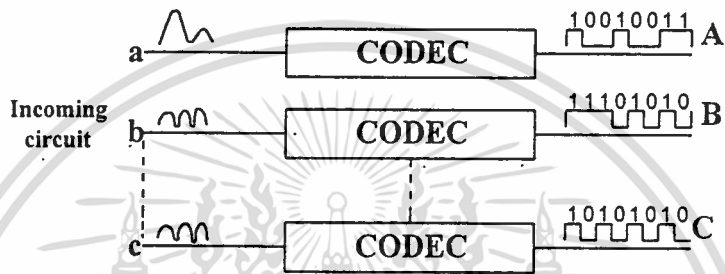 10010011
a CODEC A
11101010
Incoming
circuit
b CODEC B
10101010
c CODEC C